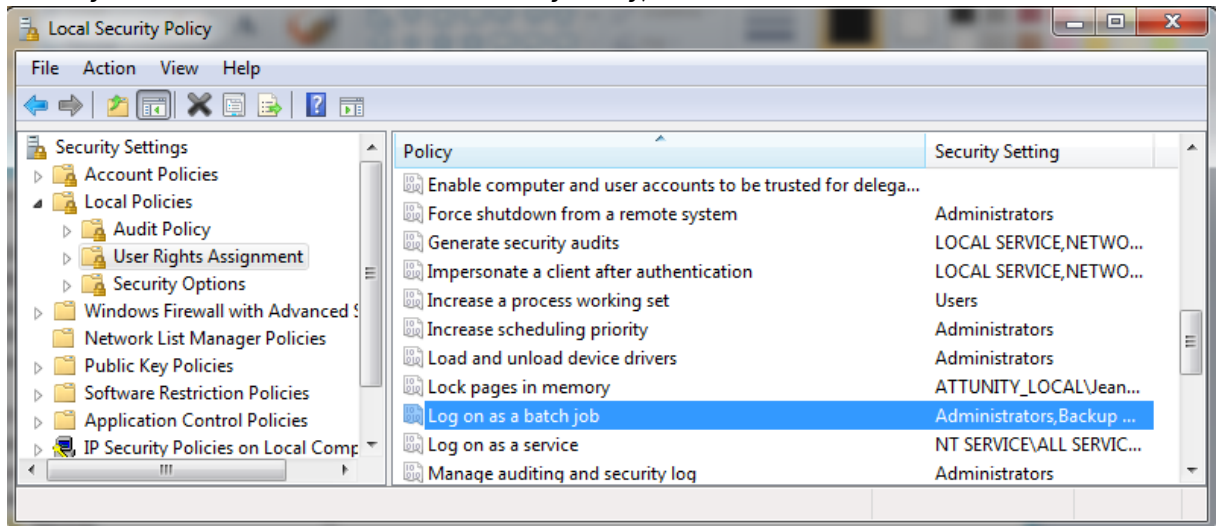 Local Security Policy
File Action View Help
Security Settings
Account Policies
Local Policies
Audit Policy
User Rights Assignment
Security Options
Windows Firewall with Advanced
Network List Manager Policies
Public Key Policies
Software Restriction Policies
Application Control Policies
IP Security Policies on Local Comp
Policy Security Setting
Enable computer and user accounts to be trusted for delega...
Force shutdown from a remote system Administrators
Generate security audits LOCAL SERVICE,NETWO...
Impersonate a client after authentication LOCAL SERVICE,NETWO...
Increase a process working set Users
Increase scheduling priority Administrators
Load and unload device drivers Administrators
Lock pages in memory ATTUNITY_LOCAL\Jean...
Log on as a batch job Administrators,Backup ...
Log on as a service NT SERVICE\ALL SERVIC...
Manage auditing and security log Administrators